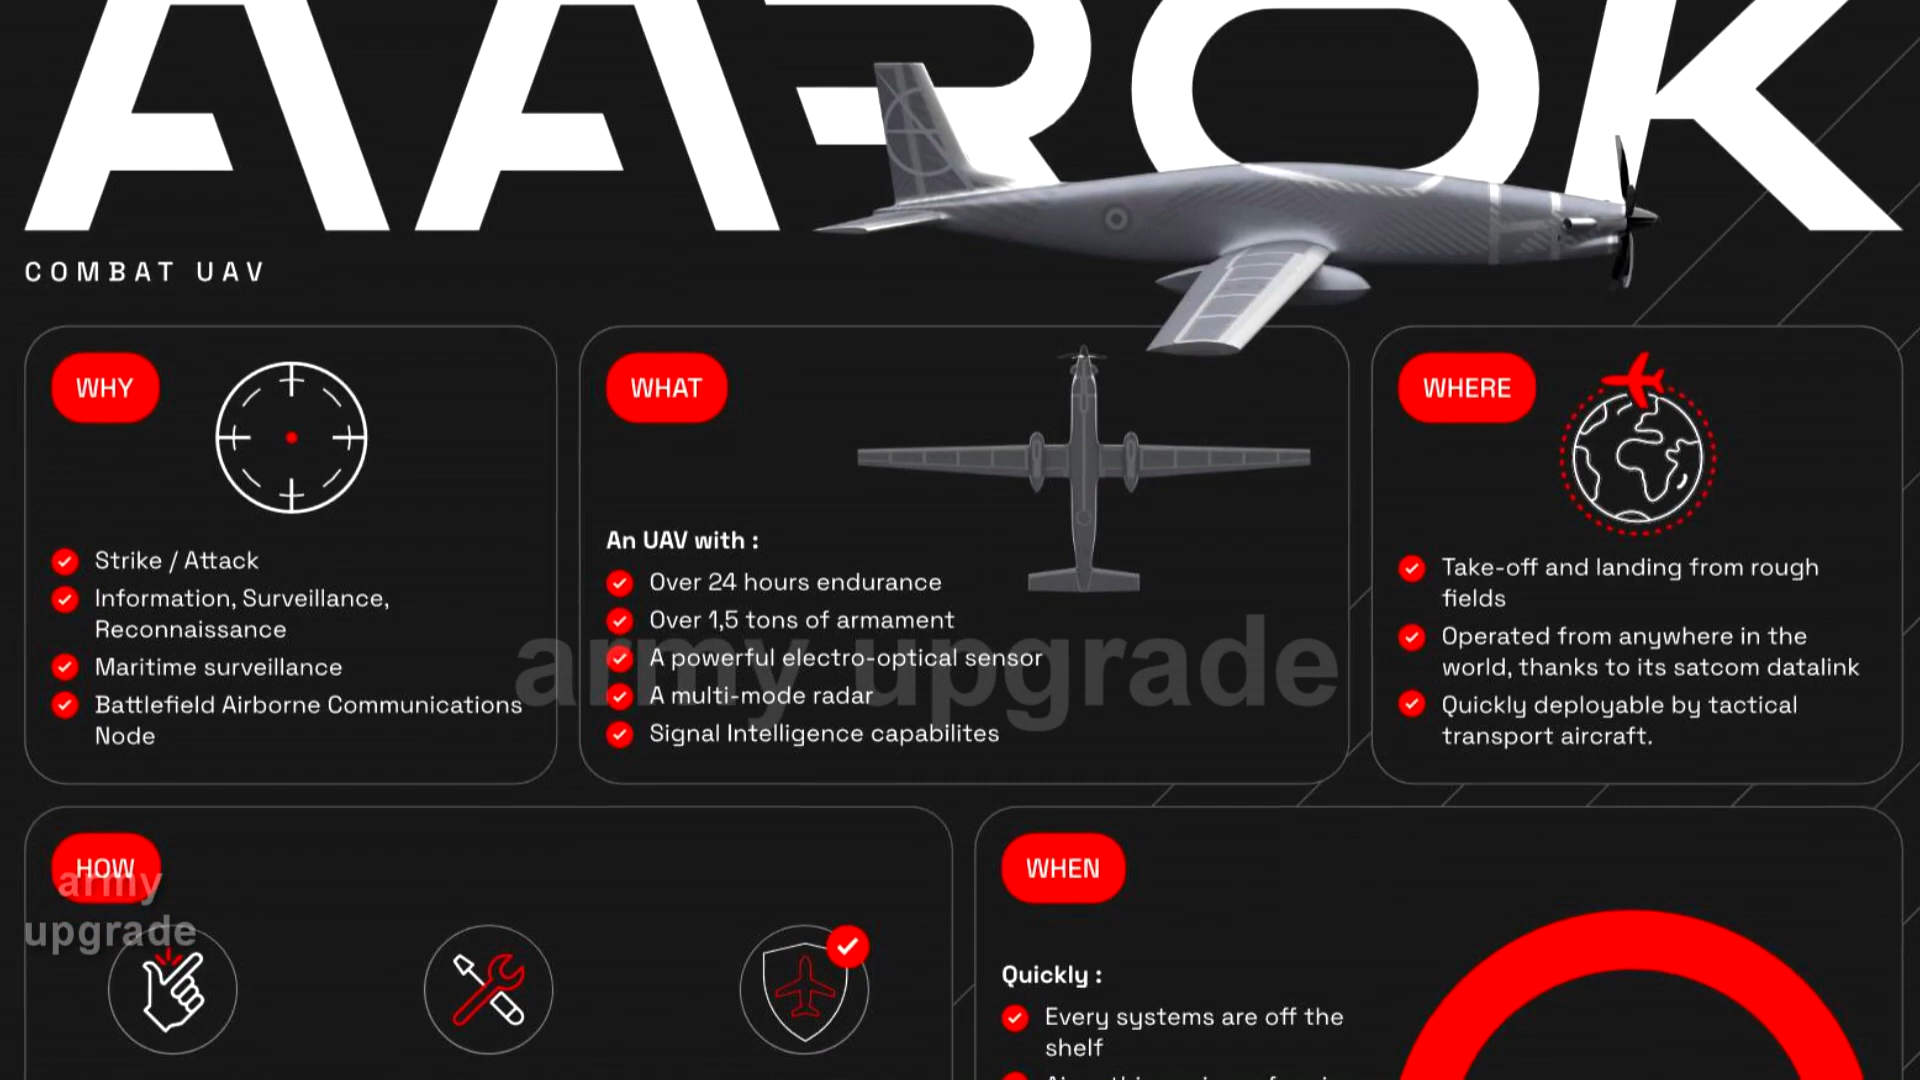 AAROK
COMBAT UAV
WHY
Strike / Attack
Information, Surveillance,
Reconnaissance
Maritime surveillance
Battlefield Airborne Communications
Node
WHAT
An UAV with :
Over 24 hours endurance
Over 1,5 tons of armament
A powerful electro-optical sensor
A multi-mode radar
Signal Intelligence capabilites
WHERE
Take-off and landing from rough
fields
Operated from anywhere in the
world, thanks to its satcom datalink
Quickly deployable by tactical
transport aircraft.
army upgrade
HOW
army
upgrade
WHEN
Quickly :
Every systems are off the
shelf